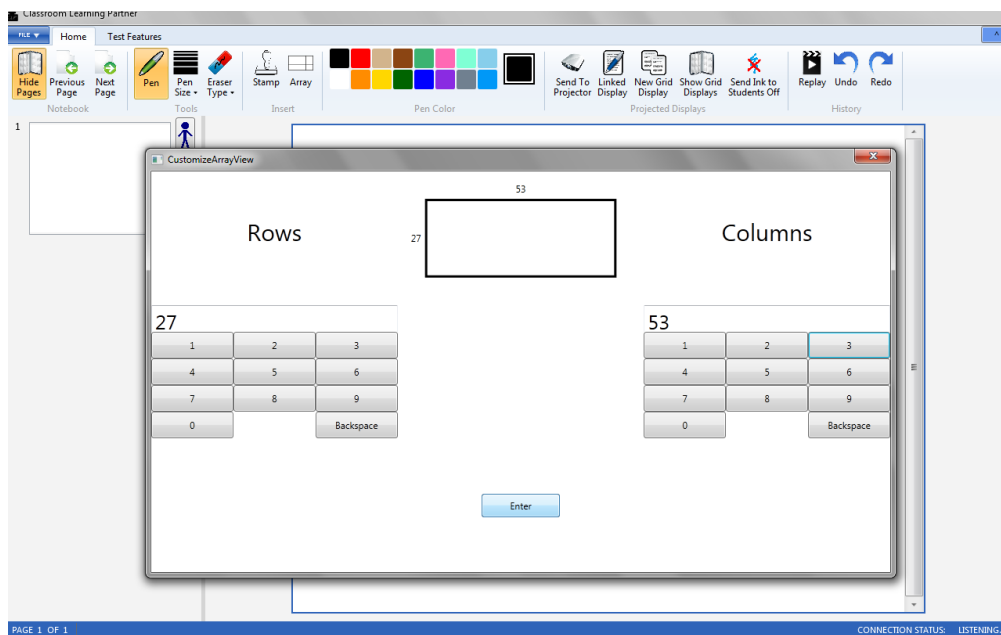 Classroom Learning Partner
FILE Home Test Features
Hide Pages
Previous Page
Next Page
Pen
Pen Size
Eraser Type
Stamp
Array
Send To Projector
Linked Display
New Grid Display
Show Grid Displays
Send Ink to Students Off
Replay
Undo
Redo
Notebook
Tools
Insert
Pen Color
Projected Displays
History
1
CustomizeArrayView
53
Rows
27
Columns
27
1 2 3
4 5 6
7 8 9
0 Backspace
53
1 2 3
4 5 6
7 8 9
0 Backspace
Enter
PAGE 1 OF 1
CONNECTION STATUS: LISTENING